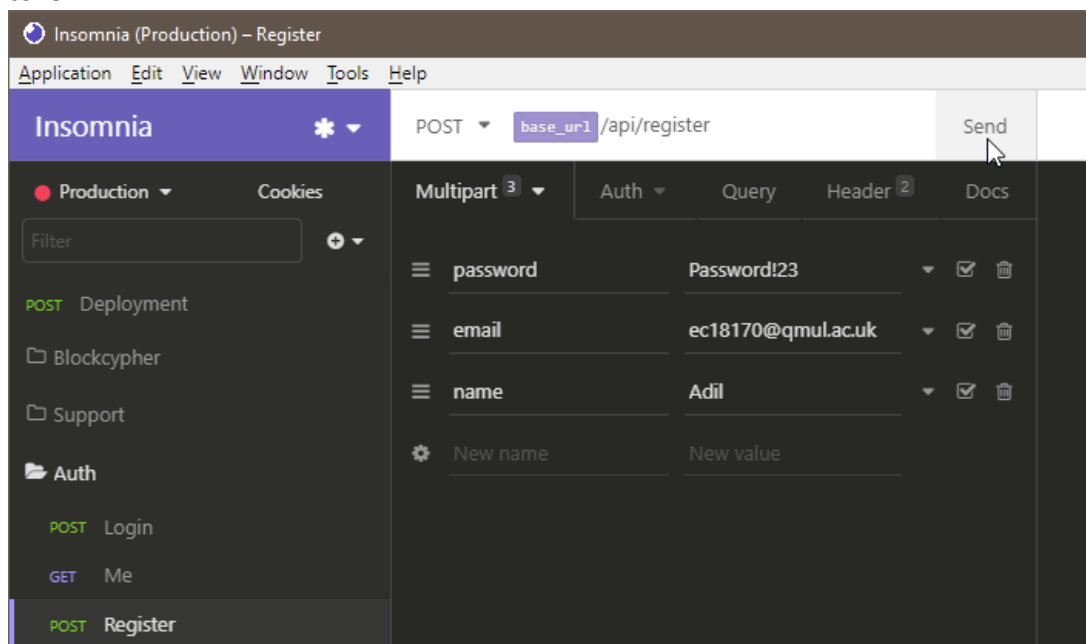 Insomnia (Production) – Register
Application Edit View Window Tools Help
Insomnia
POST base_url /api/register Send
Production Cookies
Multipart 3 Auth Query Header 2 Docs
Filter
password Password!23
POST Deployment
email ec18170@qmul.ac.uk
Blockcypher
name Adil
Support
New name New value
Auth
POST Login
GET Me
POST Register